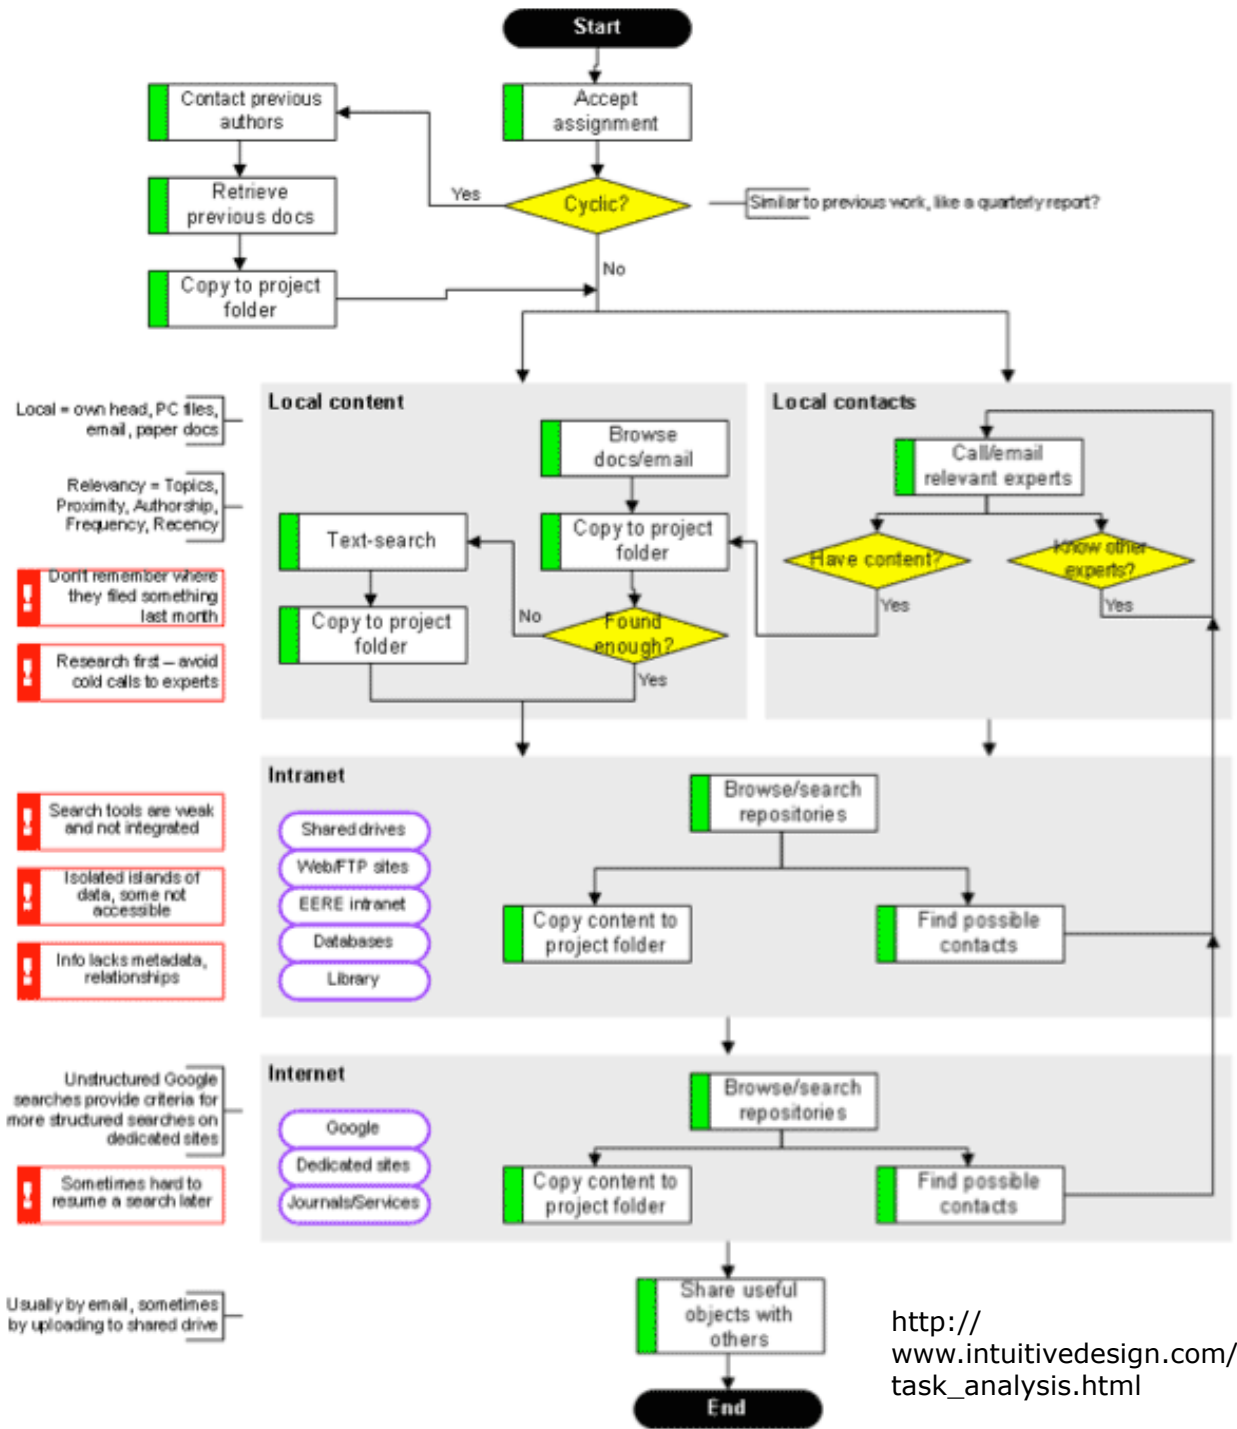 Start
Contact previous
authors
Accept
assignment
Retrieve
previous docs
Yes
Cyclic?
Similar to previous work, like a quarterly report?
No
Copy to project
folder
Local = own head, PC files,
email, paper docs
Relevancy = Topics,
Proximity, Authorship,
Frequency, Recency
Don't remember where
they filed something
last month
Research first – avoid
cold calls to experts
Local content
Browse
docs/email
Text-search
Copy to project
folder
Copy to project
folder
No
Found
enough?
Yes
Local contacts
Call/email
relevant experts
Have content?
Know other
experts?
Yes
Yes
Search tools are weak
and not integrated
Isolated islands of
data, some not
accessible
Info lacks metadata,
relationships
Intranet
Shared drives
Web/FTP sites
EERE intranet
Databases
Library
Browse/search
repositories
Copy content to
project folder
Find possible
contacts
Unstructured Google
searches provide criteria for
more structured searches on
dedicated sites
Sometimes hard to
resume a search later
Internet
Google
Dedicated sites
Journals/Services
Browse/search
repositories
Copy content to
project folder
Find possible
contacts
Usually by email, sometimes
by uploading to shared drive
Share useful
objects with
others
End
http://
www.intuitivedesign.com/
task_analysis.html